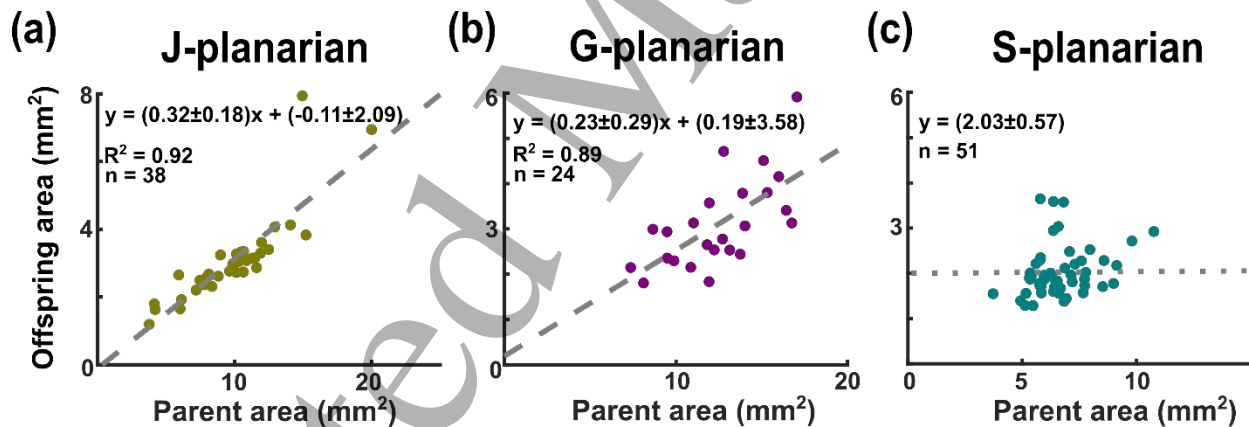 (a) J-planarian
(b) G-planarian
(c) S-planarian
Offspring area (mm²)
8
4
0
y = (0.32±0.18)x + (-0.11±2.09)
R² = 0.92
n = 38
10
20
Parent area (mm²)
6
3
0
y = (0.23±0.29)x + (0.19±3.58)
R² = 0.89
n = 24
10
20
Parent area (mm²)
6
3
0
y = (2.03±0.57)
n = 51
5
10
Parent area (mm²)
ted M